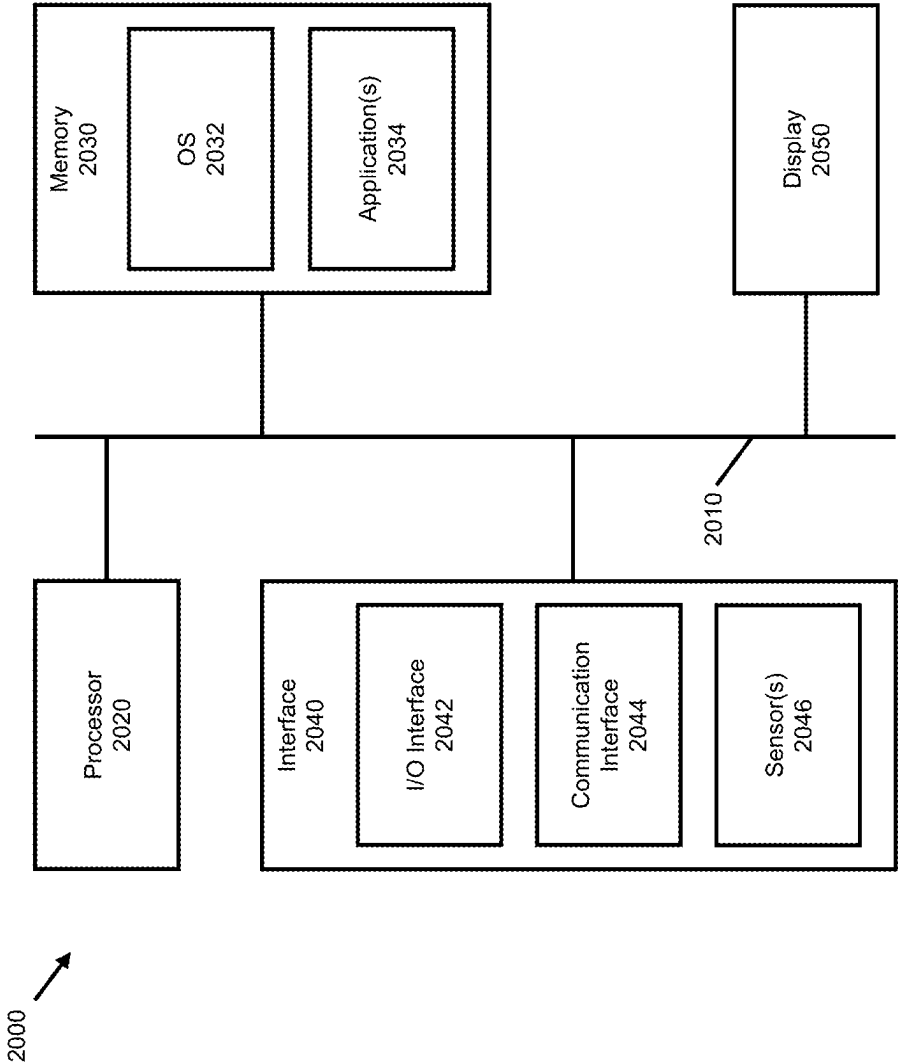 2000
Processor
2020
Memory
2030
OS
2032
Application(s)
2034
Interface
2040
I/O Interface
2042
Communication
Interface
2044
Sensor(s)
2046
2010
Display
2050